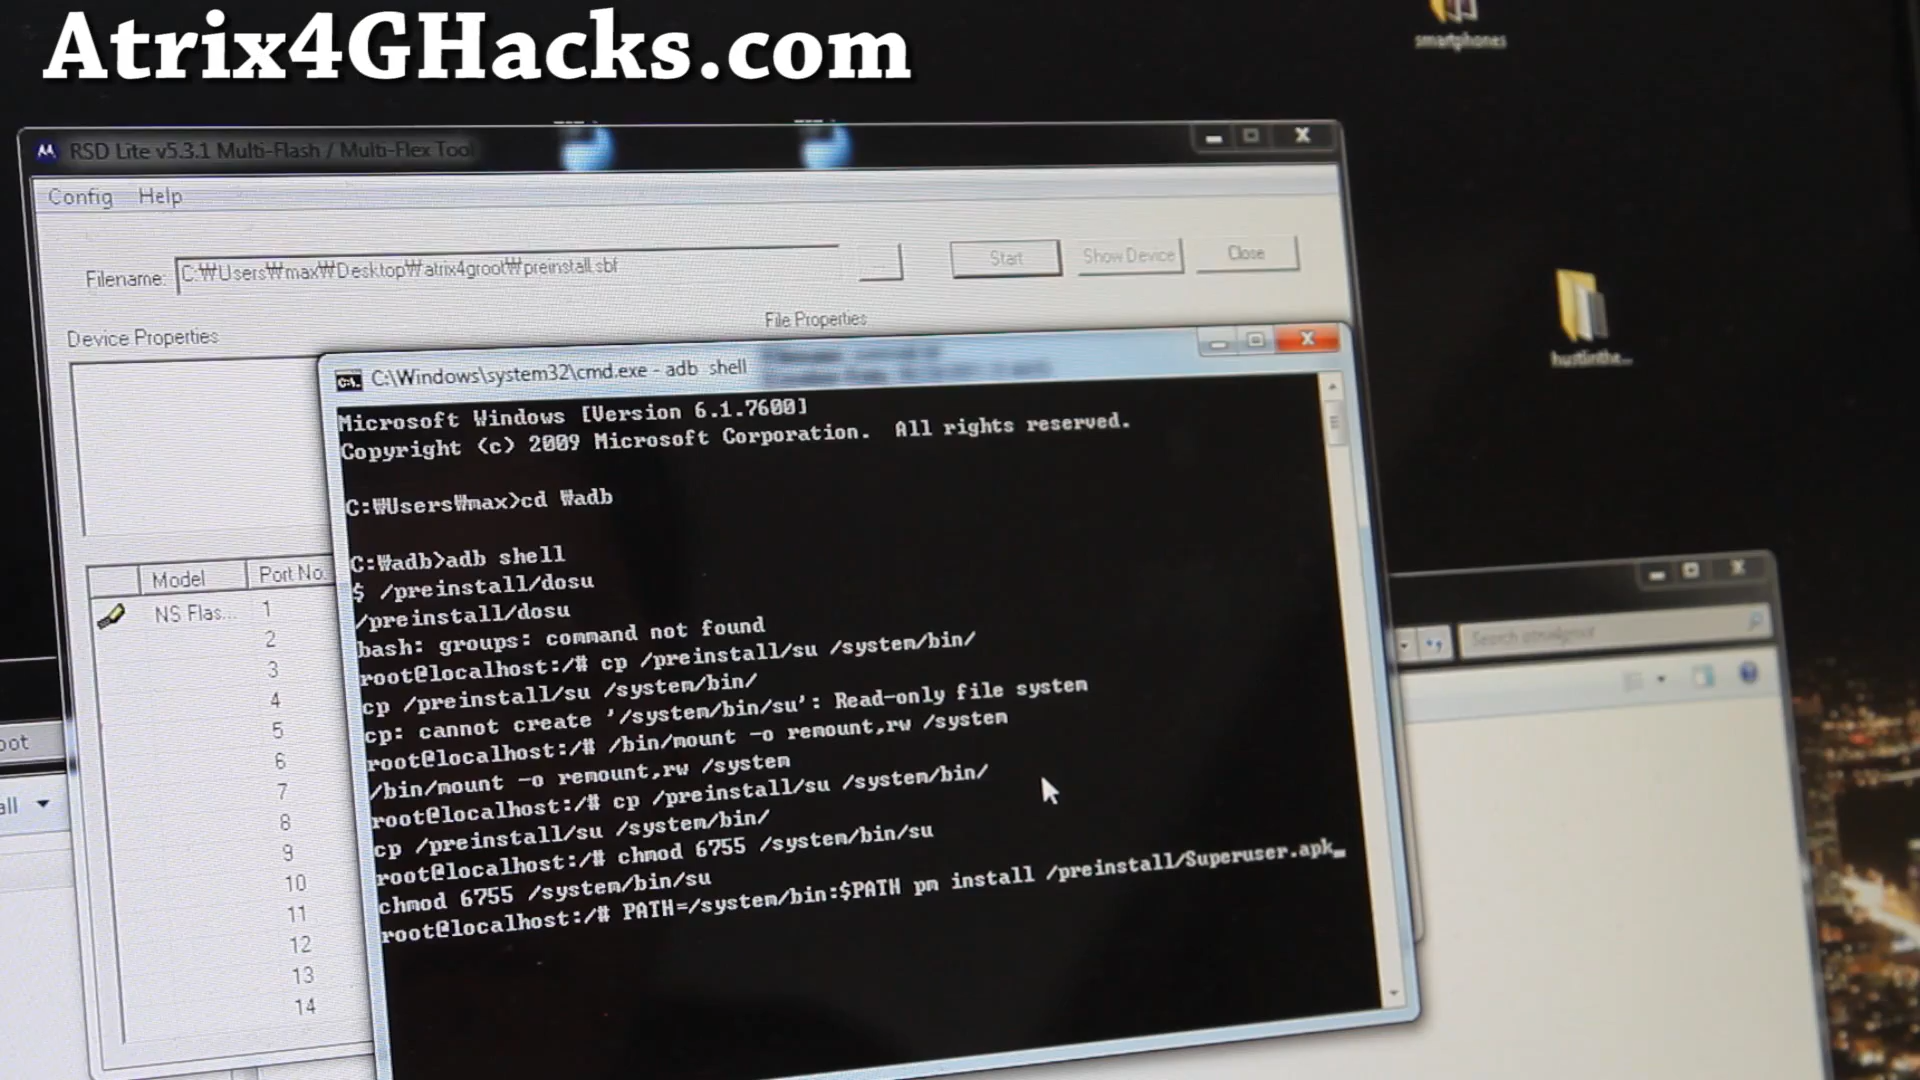 Atrix4GHacks.com
smartphones
RSD Lite v5.3.1 Multi-Flash / Multi-Flex Tool
Config Help
Filename: C:₩Users₩max₩Desktop₩atrix4groot₩preinstall.sbf
... Start Show Device Close
Device Properties
File Properties
hustlinthe...
Model Port No.
NS Flas... 1
2
3
4
5
6
7
8
9
10
11
12
13
14
C:\Windows\system32\cmd.exe - adb shell
Microsoft Windows [Version 6.1.7600]
Copyright (c) 2009 Microsoft Corporation. All rights reserved.
C:₩Users₩max>cd ₩adb
C:₩adb>adb shell
$ /preinstall/dosu
/preinstall/dosu
bash: groups: command not found
root@localhost:/# cp /preinstall/su /system/bin/
cp /preinstall/su /system/bin/
cp: cannot create '/system/bin/su': Read-only file system
root@localhost:/# /bin/mount -o remount,rw /system
/bin/mount -o remount,rw /system
root@localhost:/# cp /preinstall/su /system/bin/
cp /preinstall/su /system/bin/
root@localhost:/# chmod 6755 /system/bin/su
chmod 6755 /system/bin/su
root@localhost:/# PATH=/system/bin:$PATH pm install /preinstall/Superuser.apk_
Search atrix4groot